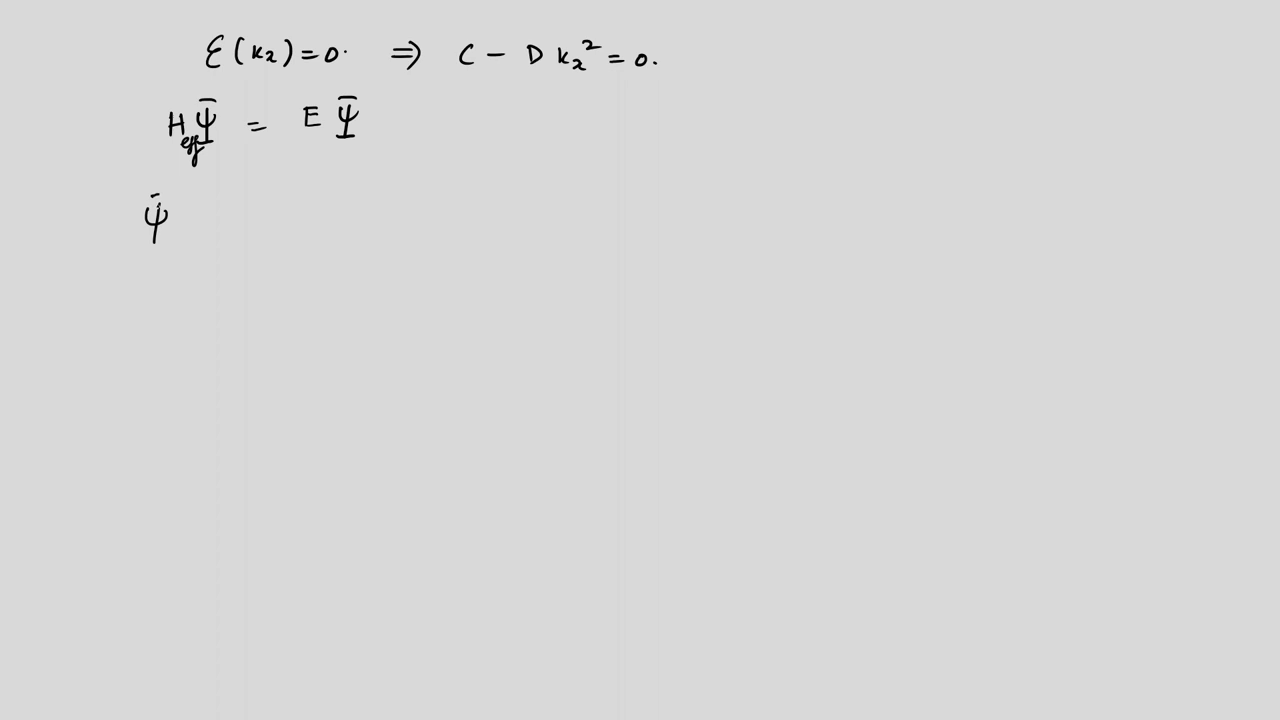 ε(k₂) = 0. ⇒ C − D k₂² = 0.
H_eff Ψ = E Ψ
ψ